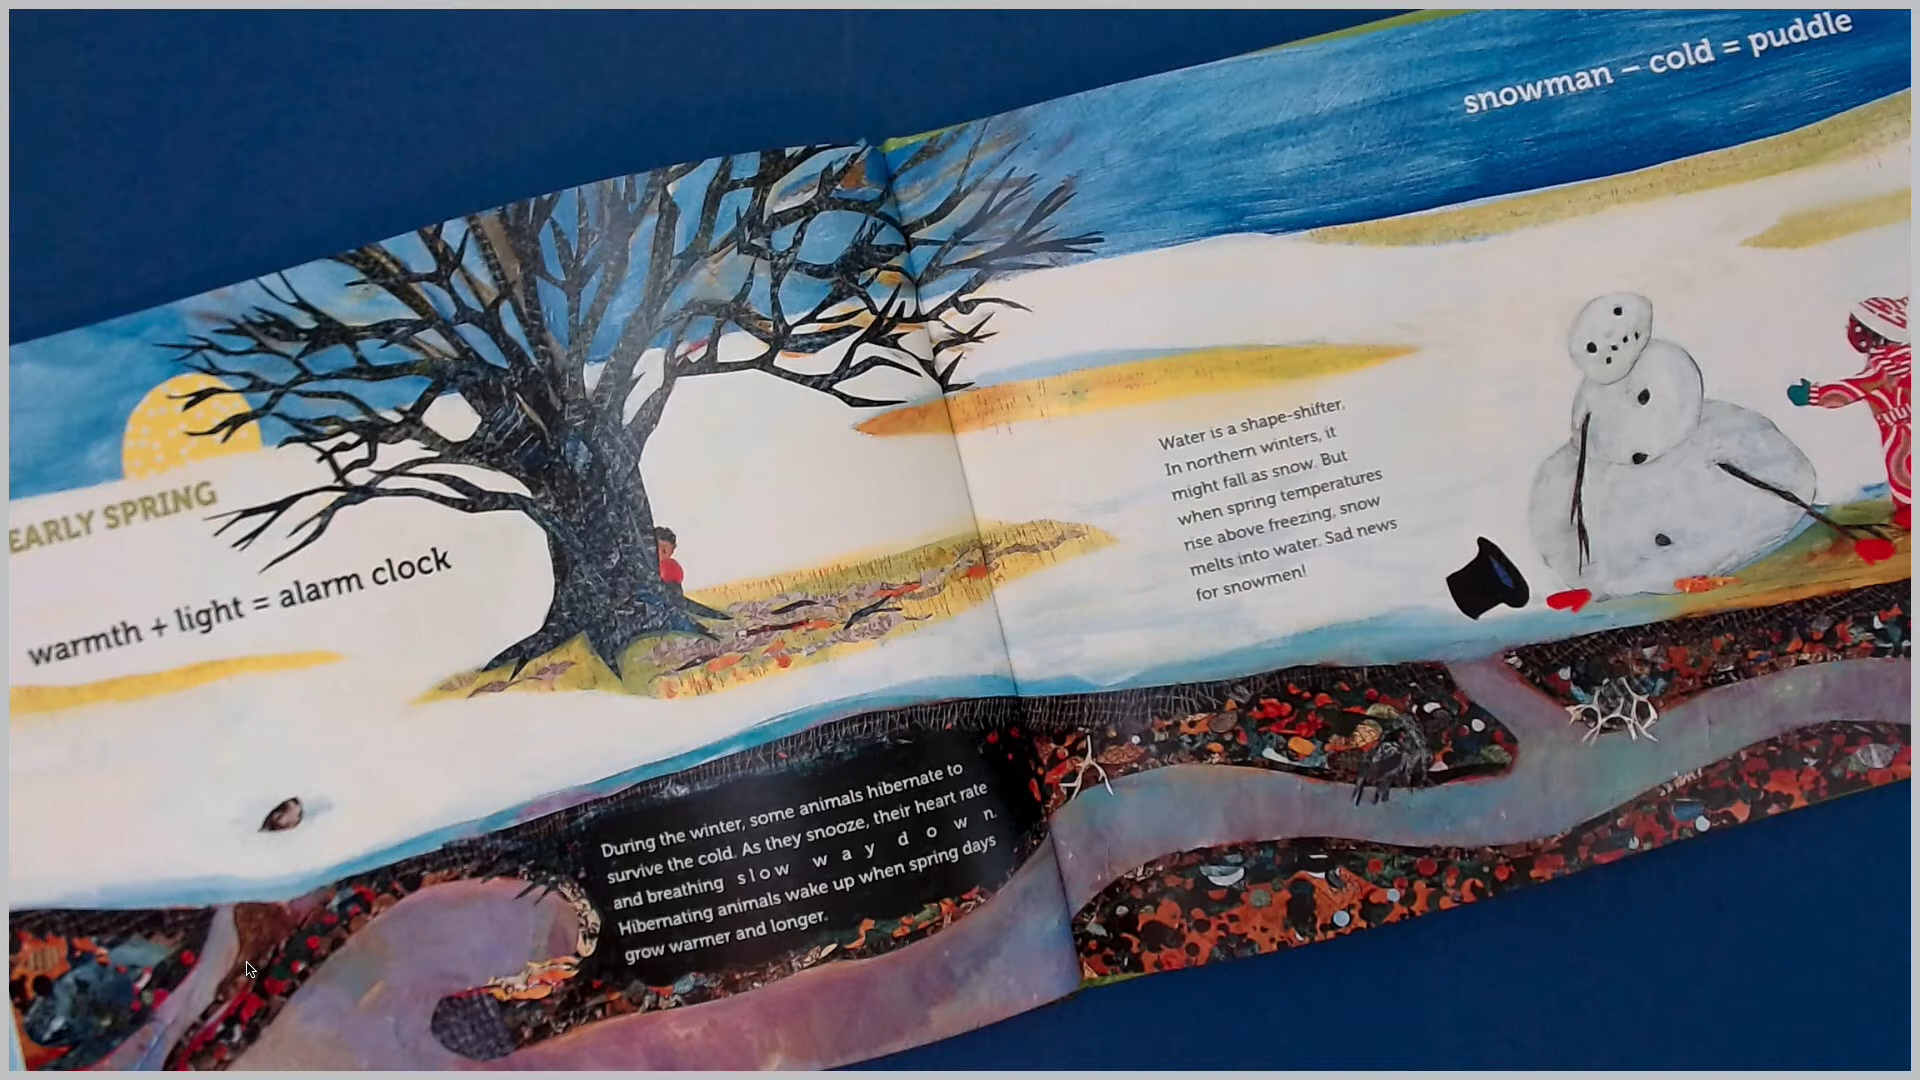 EARLY SPRING
warmth + light = alarm clock
During the winter, some animals hibernate to
survive the cold. As they snooze, their heart rate
and breathing slow way down.
Hibernating animals wake up when spring days
grow warmer and longer.
snowman – cold = puddle
Water is a shape-shifter.
In northern winters, it
might fall as snow. But
when spring temperatures
rise above freezing, snow
melts into water. Sad news
for snowmen!